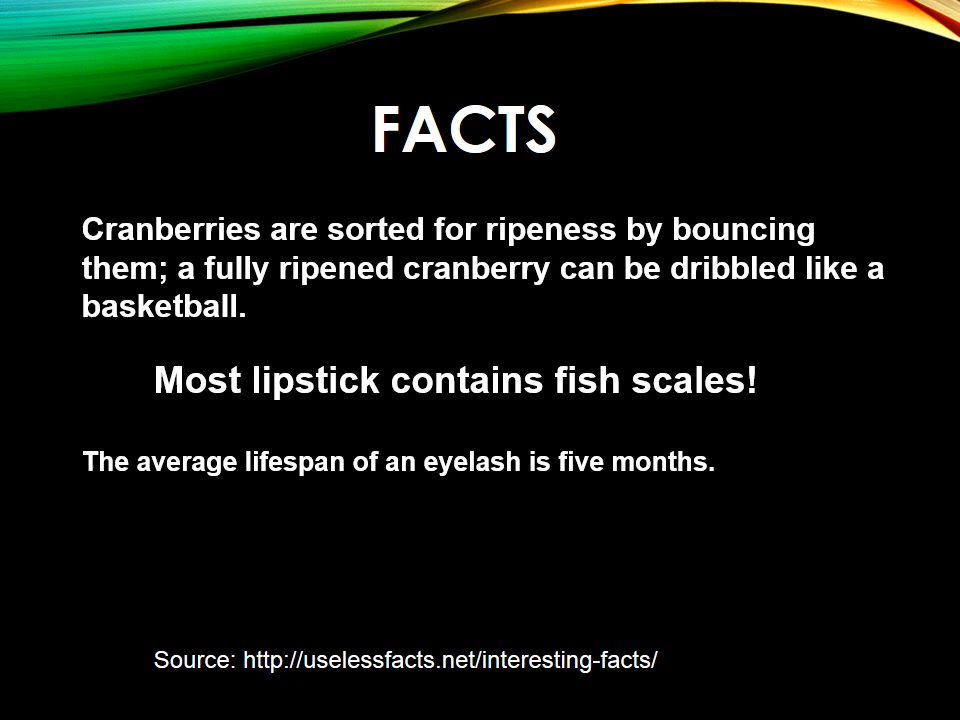 FACTS
Cranberries are sorted for ripeness by bouncing
them; a fully ripened cranberry can be dribbled like a
basketball.
Most lipstick contains fish scales!
The average lifespan of an eyelash is five months.
Source: http://uselessfacts.net/interesting-facts/